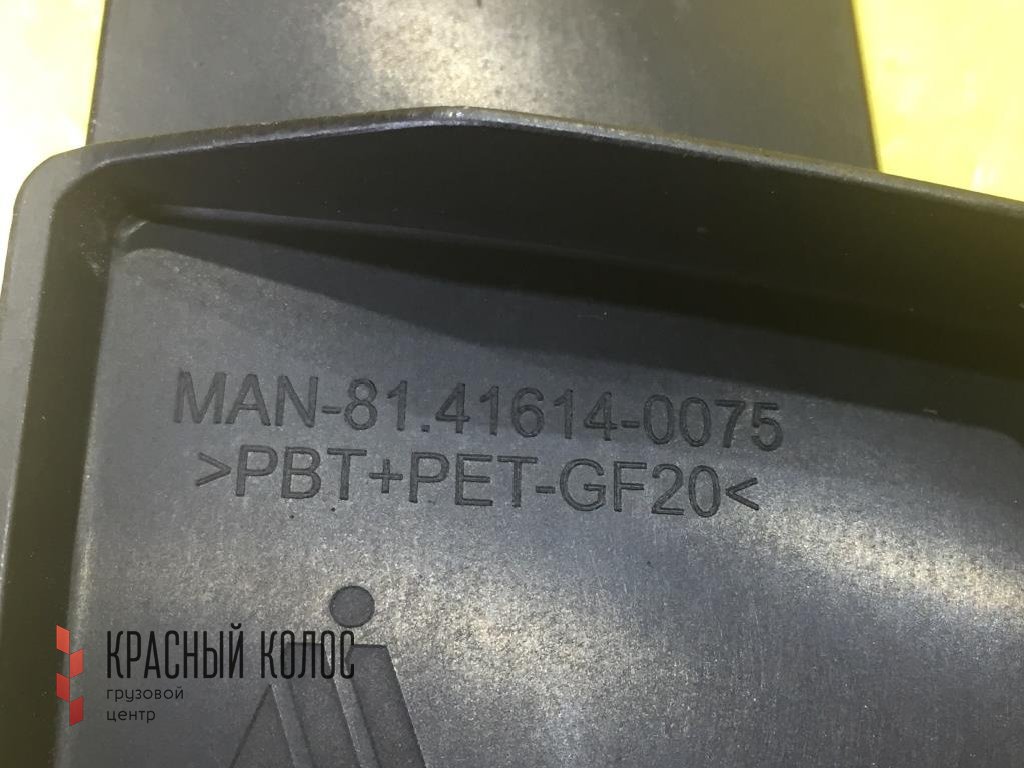 MAN-81.41614-0075
>PBT+PET-GF20<
КРАСНЫЙ КОЛОС
грузовой
центр